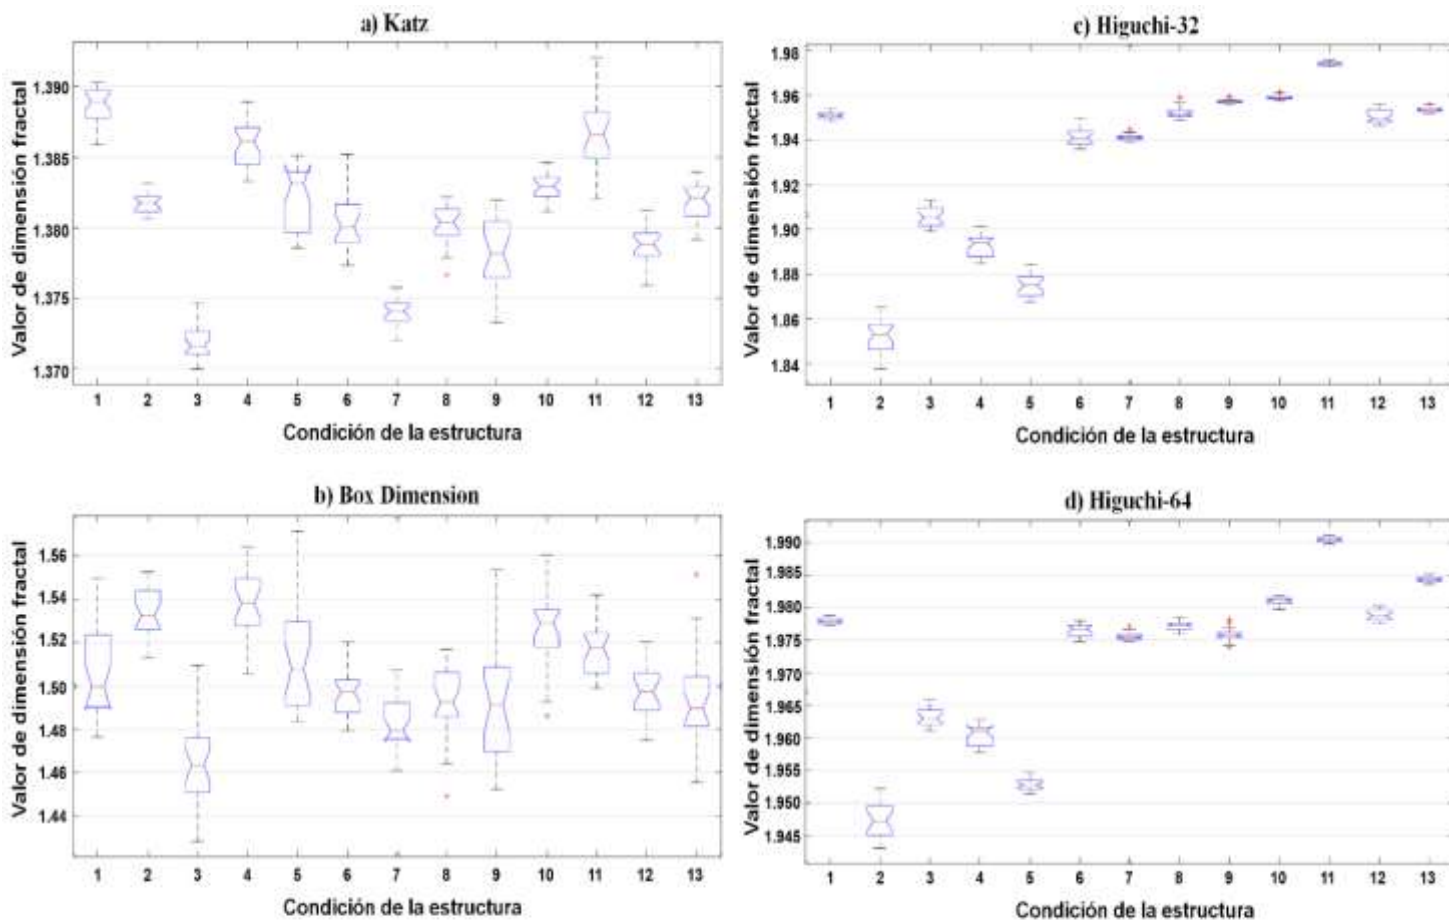 a) Katz
Valor de dimensión fractal
1.390
1.385
1.380
1.375
1.370
1 2 3 4 5 6 7 8 9 10 11 12 13
Condición de la estructura
b) Box Dimension
Valor de dimensión fractal
1.56
1.54
1.52
1.50
1.48
1.46
1.44
1 2 3 4 5 6 7 8 9 10 11 12 13
Condición de la estructura
c) Higuchi-32
Valor de dimensión fractal
1.98
1.96
1.94
1.92
1.90
1.88
1.86
1.84
1 2 3 4 5 6 7 8 9 10 11 12 13
Condición de la estructura
d) Higuchi-64
Valor de dimensión fractal
1.990
1.985
1.980
1.975
1.970
1.965
1.960
1.955
1.950
1.945
1 2 3 4 5 6 7 8 9 10 11 12 13
Condición de la estructura